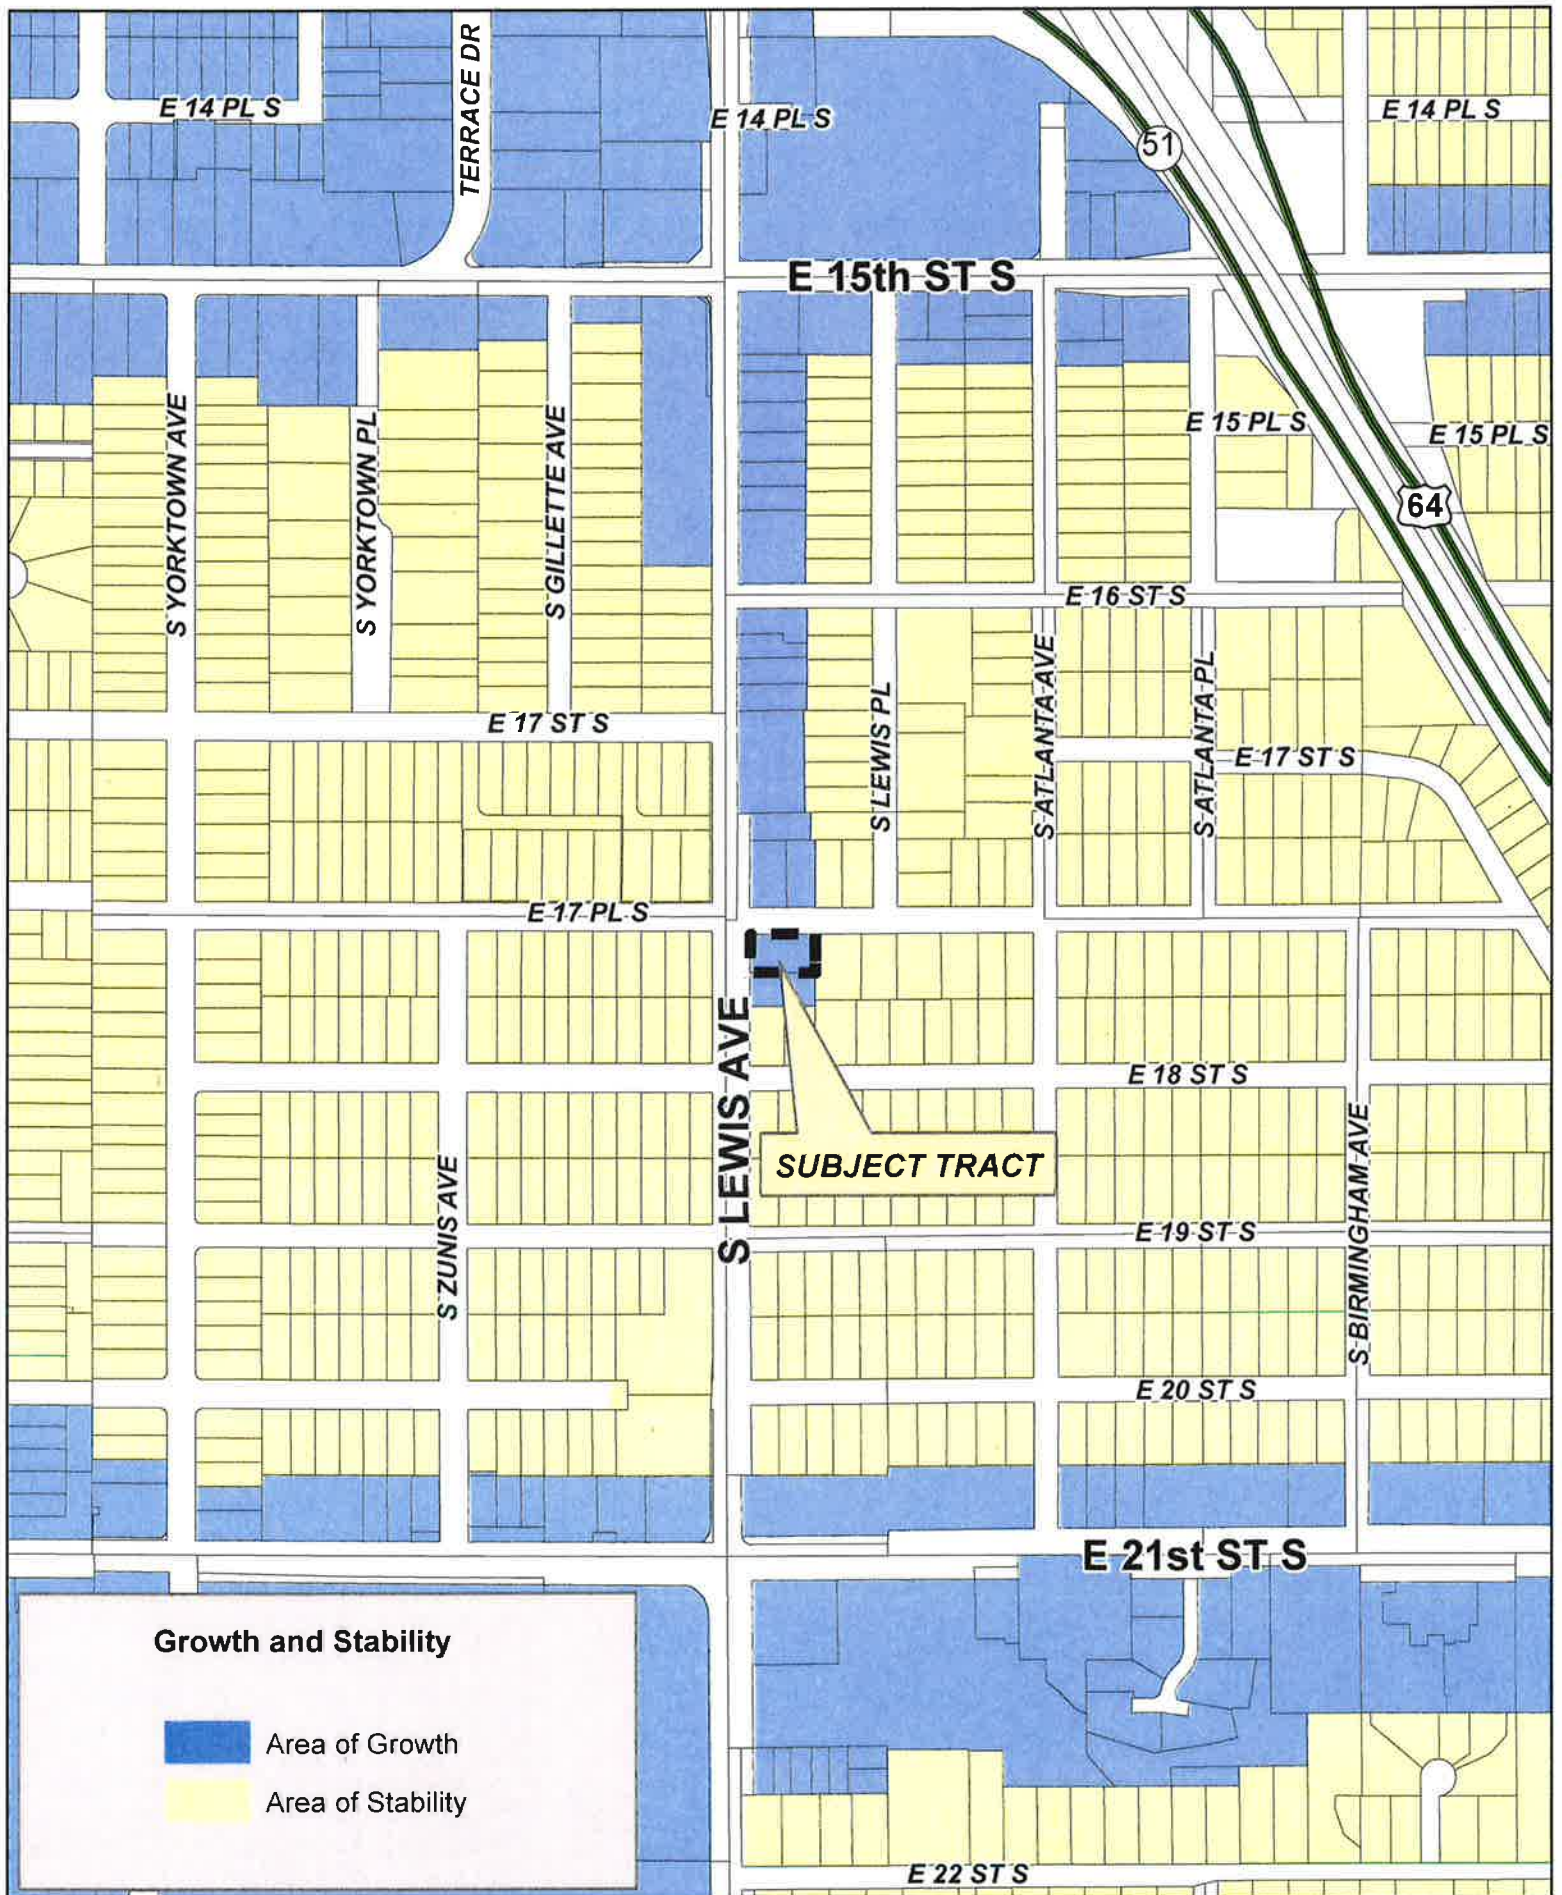 TERRACE DR
E 14 PL S
E 14 PL S
E 14 PL S
51
E 15th ST S
E 15 PL S
E 15 PL S
64
S YORKTOWN AVE
S YORKTOWN PL
S GILLETTE AVE
E 16 ST S
S LEWIS PL
S ATLANTA AVE
S ATLANTA PL
E 17 ST S
E 17 ST S
E 17 PL S
S LEWIS AVE
E 18 ST S
SUBJECT TRACT
S ZUNIS AVE
S BIRMINGHAM AVE
E 19 ST S
E 20 ST S
E 21st ST S
Growth and Stability
Area of Growth
Area of Stability
E 22 ST S